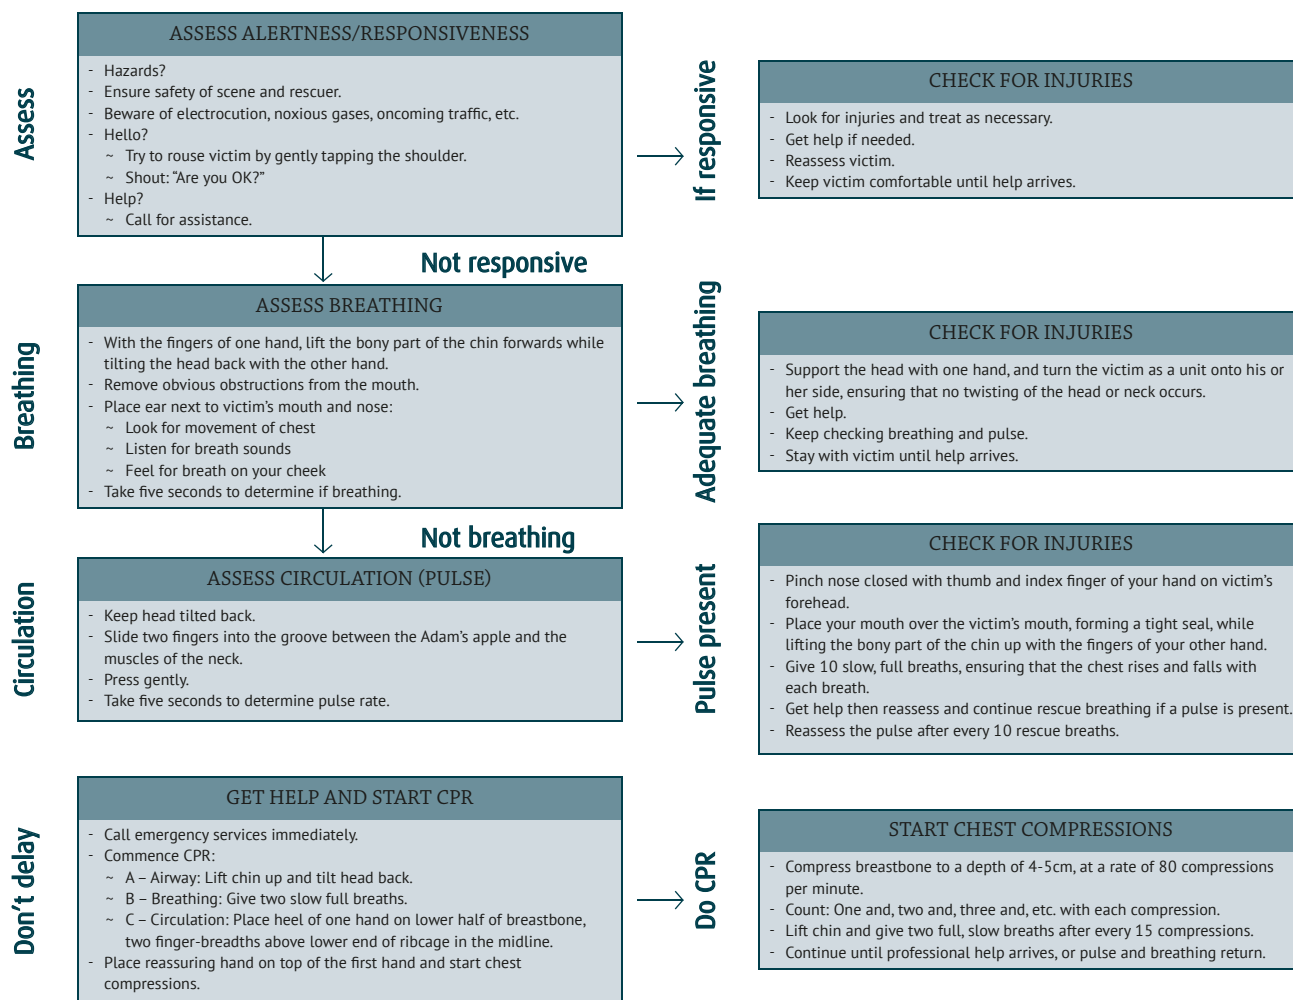 Assess
ASSESS ALERTNESS/RESPONSIVENESS
- Hazards?
- Ensure safety of scene and rescuer.
- Beware of electrocution, noxious gases, oncoming traffic, etc.
- Hello?
~ Try to rouse victim by gently tapping the shoulder.
~ Shout: “Are you OK?”
- Help?
~ Call for assistance.
If responsive
CHECK FOR INJURIES
- Look for injuries and treat as necessary.
- Get help if needed.
- Reassess victim.
- Keep victim comfortable until help arrives.
Not responsive
Breathing
ASSESS BREATHING
- With the fingers of one hand, lift the bony part of the chin forwards while
tilting the head back with the other hand.
- Remove obvious obstructions from the mouth.
- Place ear next to victim’s mouth and nose:
~ Look for movement of chest
~ Listen for breath sounds
~ Feel for breath on your cheek
- Take five seconds to determine if breathing.
Adequate breathing
CHECK FOR INJURIES
- Support the head with one hand, and turn the victim as a unit onto his or
her side, ensuring that no twisting of the head or neck occurs.
- Get help.
- Keep checking breathing and pulse.
- Stay with victim until help arrives.
Not breathing
Circulation
ASSESS CIRCULATION (PULSE)
- Keep head tilted back.
- Slide two fingers into the groove between the Adam’s apple and the
muscles of the neck.
- Press gently.
- Take five seconds to determine pulse rate.
Pulse present
CHECK FOR INJURIES
- Pinch nose closed with thumb and index finger of your hand on victim’s
forehead.
- Place your mouth over the victim’s mouth, forming a tight seal, while
lifting the bony part of the chin up with the fingers of your other hand.
- Give 10 slow, full breaths, ensuring that the chest rises and falls with
each breath.
- Get help then reassess and continue rescue breathing if a pulse is present.
- Reassess the pulse after every 10 rescue breaths.
Don’t delay
GET HELP AND START CPR
- Call emergency services immediately.
- Commence CPR:
~ A – Airway: Lift chin up and tilt head back.
~ B – Breathing: Give two slow full breaths.
~ C – Circulation: Place heel of one hand on lower half of breastbone,
two finger-breadths above lower end of ribcage in the midline.
- Place reassuring hand on top of the first hand and start chest
compressions.
Do CPR
START CHEST COMPRESSIONS
- Compress breastbone to a depth of 4-5cm, at a rate of 80 compressions
per minute.
- Count: One and, two and, three and, etc. with each compression.
- Lift chin and give two full, slow breaths after every 15 compressions.
- Continue until professional help arrives, or pulse and breathing return.